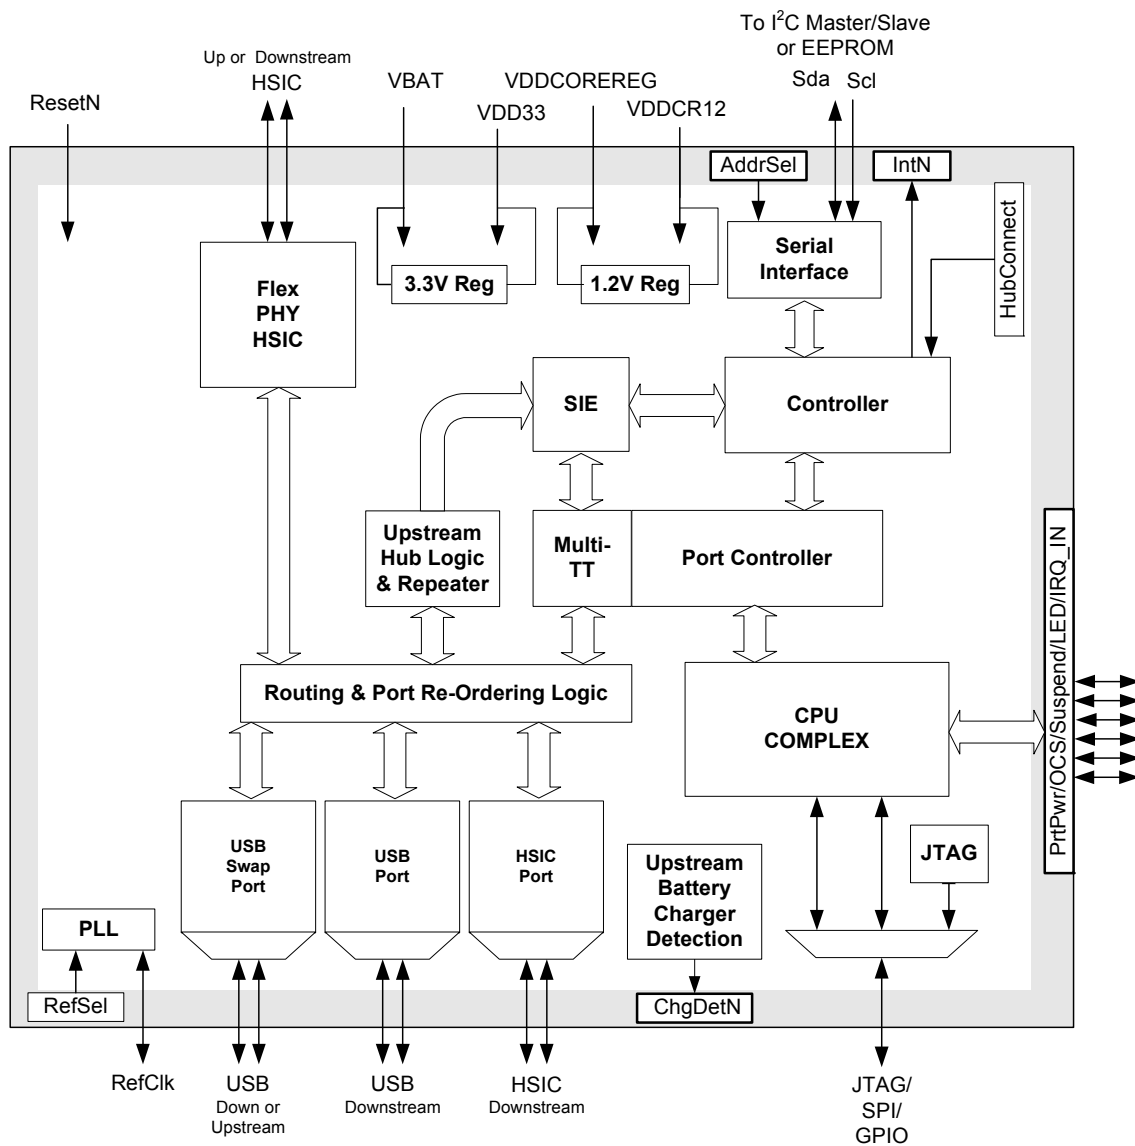 To I2C Master/Slave
or EEPROM
Up or Downstream
HSIC
VBAT
VDDCOREREG
Sda
Scl
ResetN
VDD33
VDDCR12
AddrSel
IntN
HubConnect
Serial
Interface
Flex
PHY
HSIC
3.3V Reg
1.2V Reg
SIE
Controller
Upstream
Hub Logic
& Repeater
Multi-
TT
Port Controller
PrtPwr/OCS/Suspend/LED/IRQ_IN
Routing & Port Re-Ordering Logic
CPU
COMPLEX
USB
Swap
Port
USB
Port
HSIC
Port
Upstream
Battery
Charger
Detection
JTAG
PLL
RefSel
ChgDetN
RefClk
USB
Down or
Upstream
USB
Downstream
HSIC
Downstream
JTAG/
SPI/
GPIO